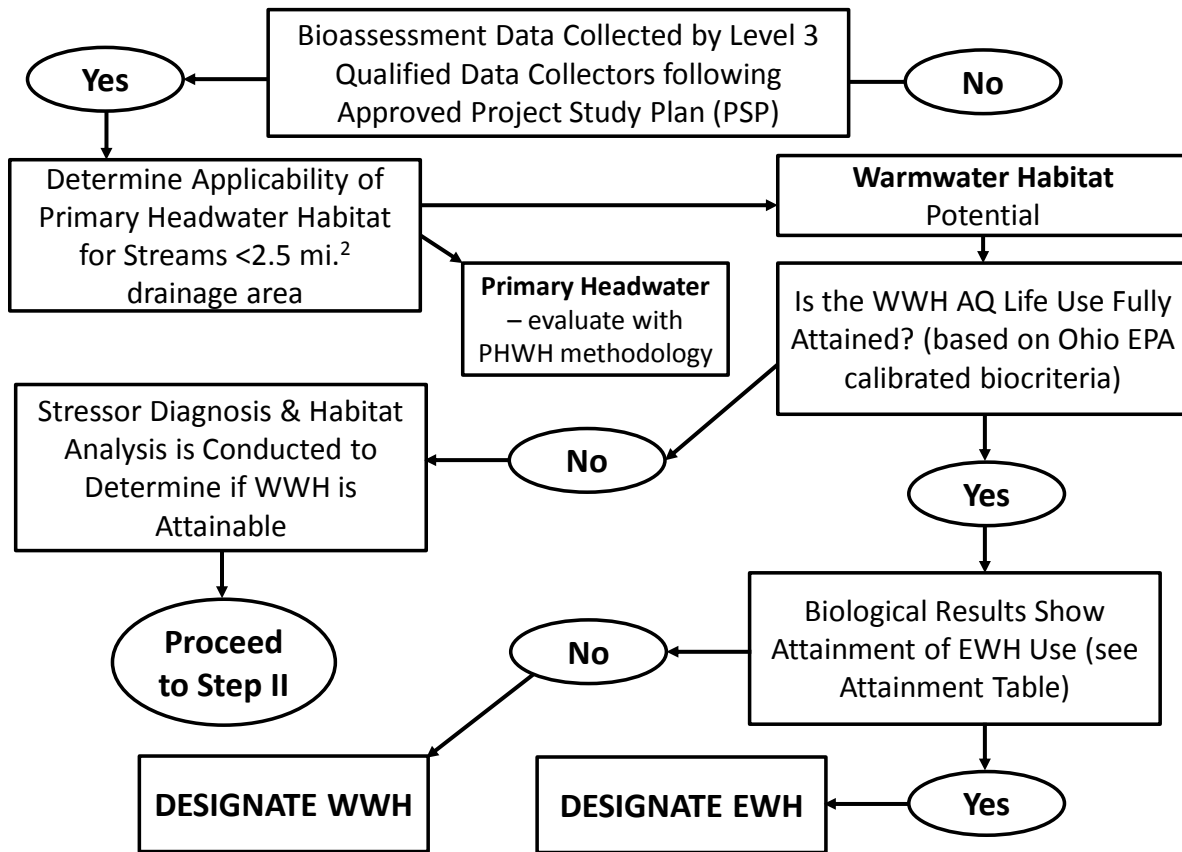 Bioassessment Data Collected by Level 3
Qualified Data Collectors following
Approved Project Study Plan (PSP)
Yes
No
Determine Applicability of
Primary Headwater Habitat
for Streams <2.5 mi.²
drainage area
Warmwater Habitat
Potential
Primary Headwater
– evaluate with
PHWH methodology
Is the WWH AQ Life Use Fully
Attained? (based on Ohio EPA
calibrated biocriteria)
Stressor Diagnosis & Habitat
Analysis is Conducted to
Determine if WWH is
Attainable
No
Yes
Proceed
to Step II
Biological Results Show
Attainment of EWH Use (see
Attainment Table)
No
DESIGNATE WWH
DESIGNATE EWH
Yes